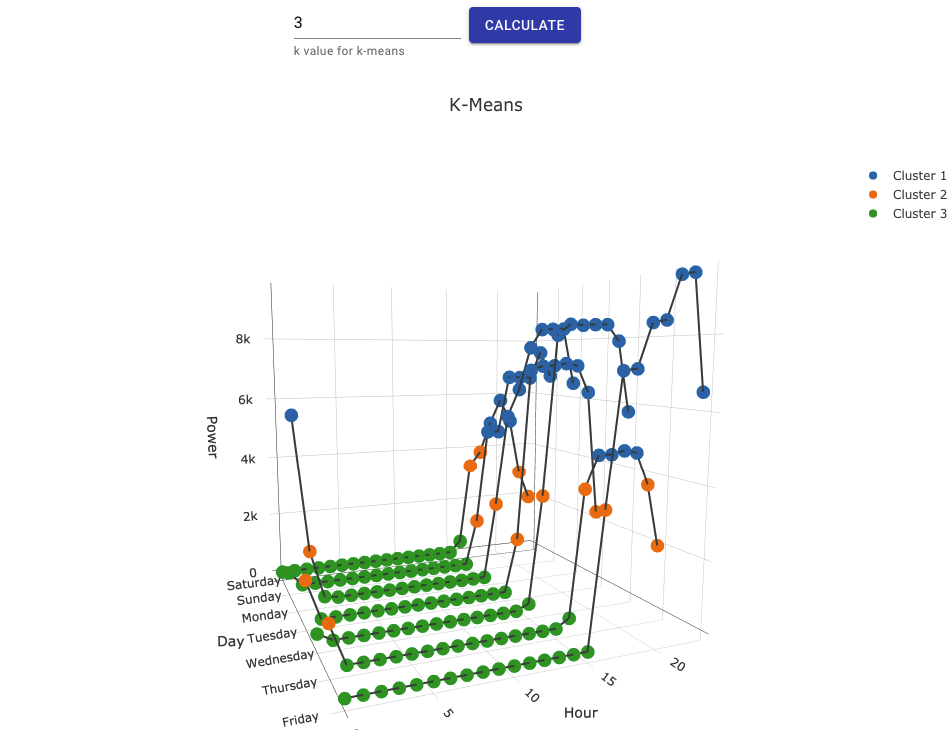 3
CALCULATE
k value for k-means
K-Means
Cluster 1
Cluster 2
Cluster 3
8k
6k
4k
2k
0
Power
Saturday
Sunday
Monday
Tuesday
Wednesday
Thursday
Friday
Day
5
10
15
20
Hour